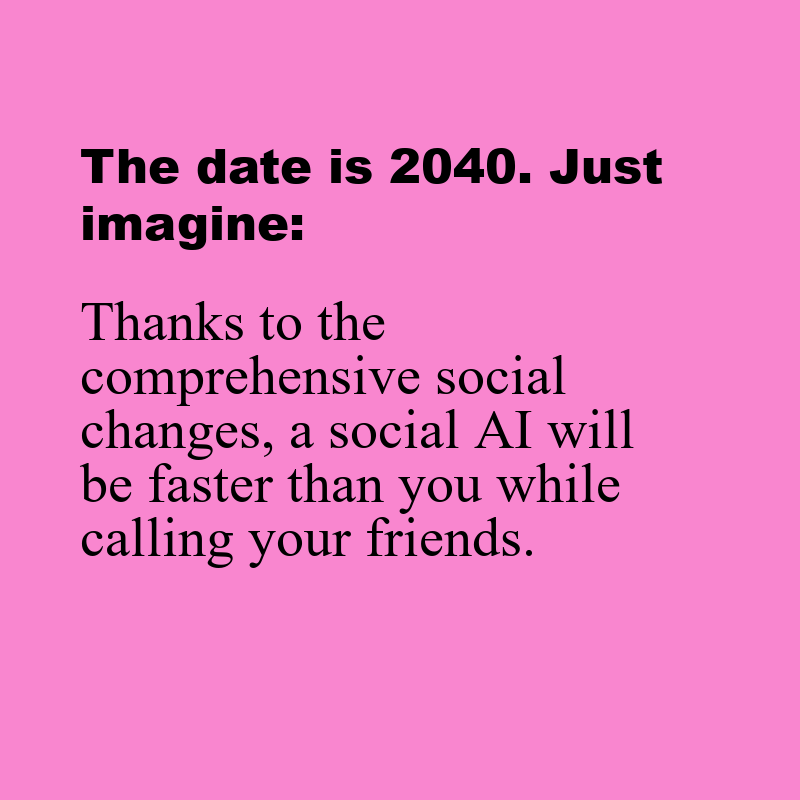 The date is 2040. Just
imagine:
Thanks to the
comprehensive social
changes, a social AI will
be faster than you while
calling your friends.